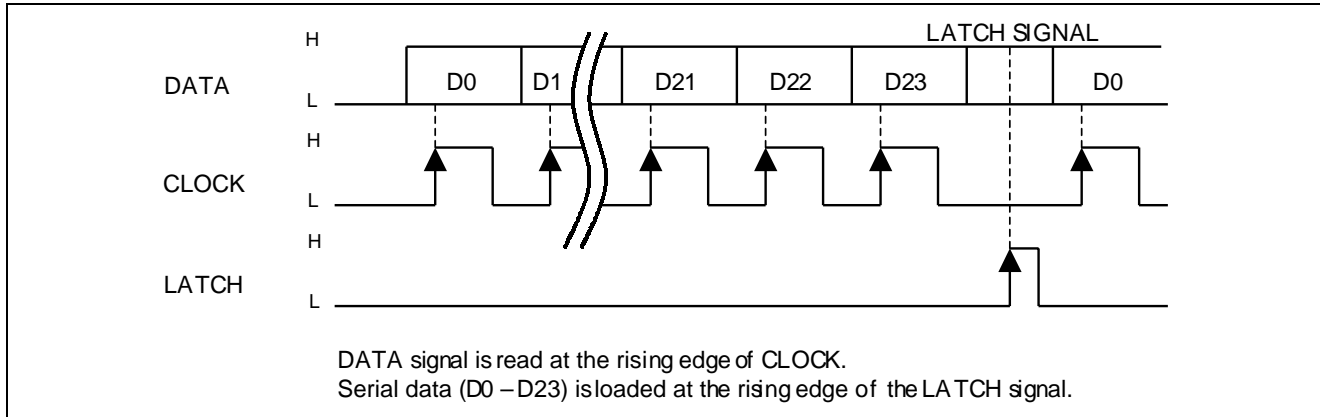 LATCH SIGNAL
H
DATA
D0 D1 D21 D22 D23 D0
L
H
CLOCK
L
H
LATCH
L
DATA signal is read at the rising edge of CLOCK.
Serial data (D0 – D23) is loaded at the rising edge of the LATCH signal.